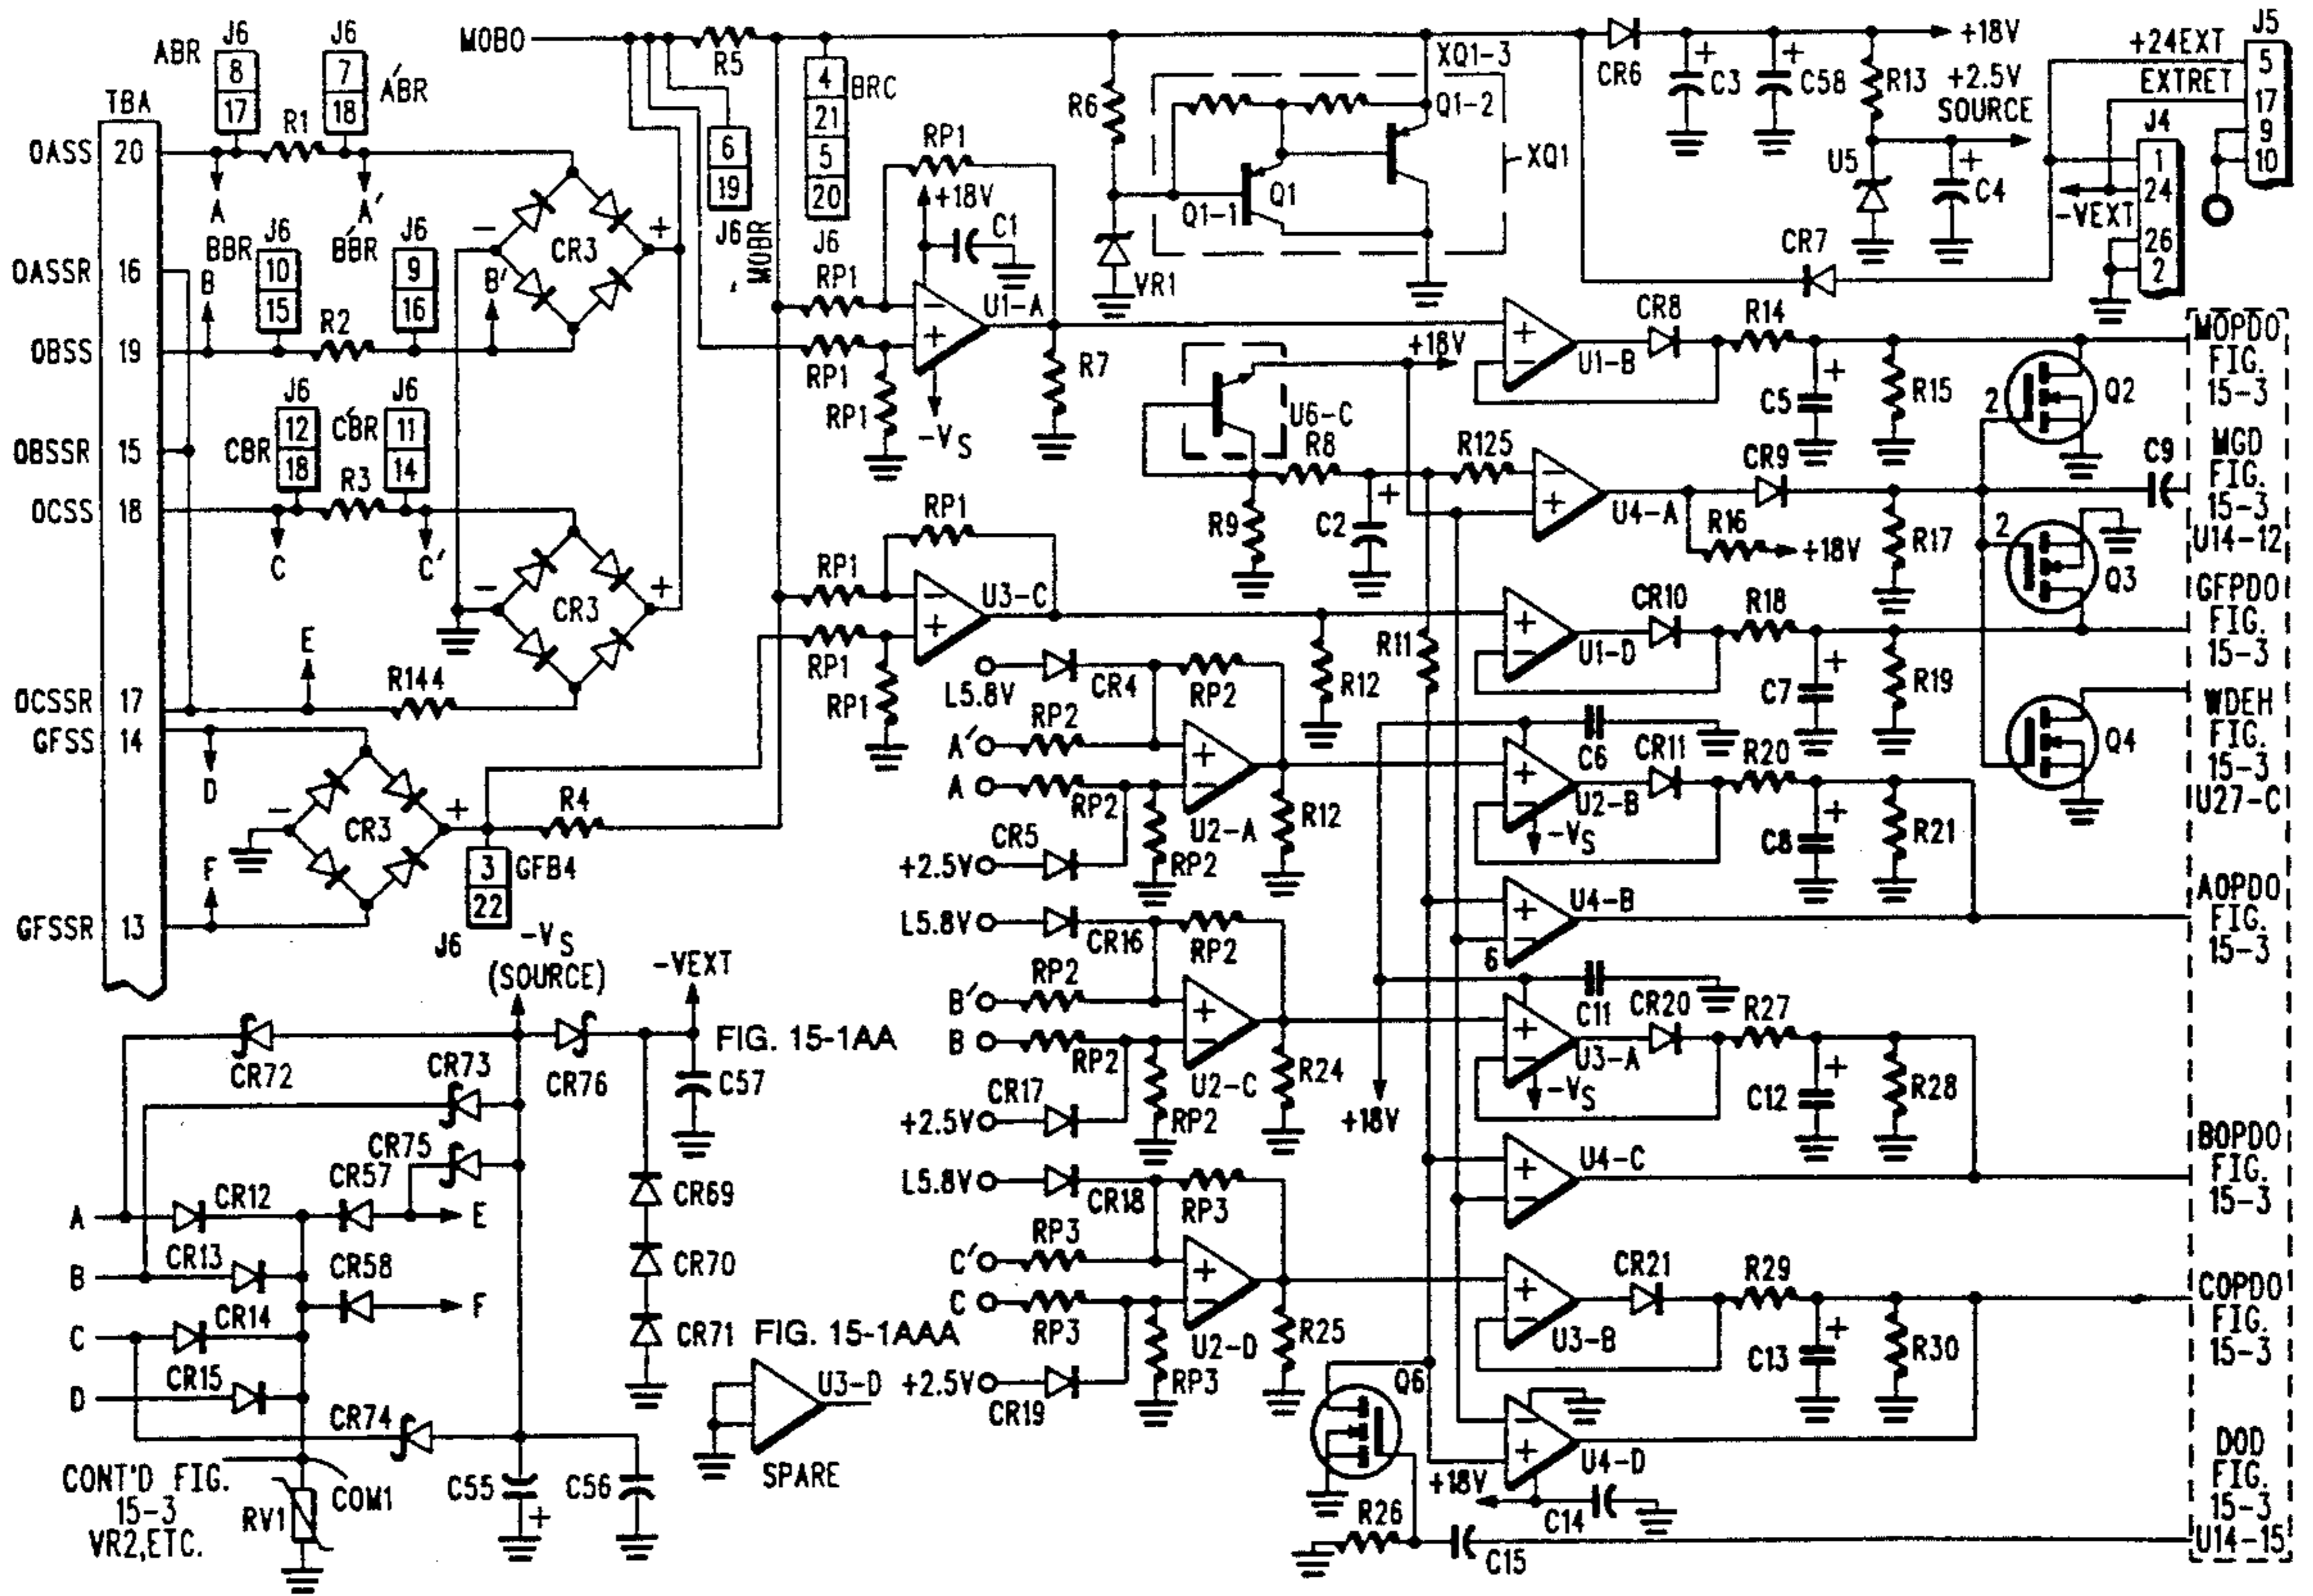 ABR
J6
8
17
J6
7
18
A'BR
TBA
R1
0ASS 20
A
A'
BBR
J6
10
15
B'BR
J6
9
16
0ASSR 16
B
B'
R2
0BSS 19
CR3
J6
12
18
CBR
C'BR
J6
11
14
0BSSR 15
R3
0CSS 18
C
C'
CR3
E
R144
0CSSR 17
GFSS 14
D
CR3
R4
F
3
22
GFB4
J6
GFSSR 13
MOBO
R5
6
19
J6
MOBR
4
21
5
20
BRC
J6
RP1
+18V
C1
RP1
U1-A
RP1
RP1
-VS
R7
R6
VR1
XQ1-3
Q1-2
XQ1
Q1
Q1-1
CR6
+18V
C3
C58
R13
+2.5V
SOURCE
U5
C4
CR7
+24EXT
EXTRET
J5
5
17
9
10
J4
1
24
26
2
-VEXT
U1-B
CR8
R14
C5
R15
Q2
2
+18V
U6-C
R8
R9
C2
R125
U4-A
CR9
R16
+18V
R17
C9
2
Q3
RP1
RP1
U3-C
RP1
RP1
R11
R12
U1-D
CR10
R18
C7
R19
Q4
L5.8V
CR4
RP2
A'
RP2
A
RP2
U2-A
R12
CR5
+2.5V
RP2
C6
CR11
R20
U2-B
-VS
C8
R21
U4-B
6
L5.8V
CR16
RP2
B'
RP2
B
RP2
U2-C
R24
CR17
+2.5V
RP2
+18V
C11
CR20
R27
U3-A
-VS
C12
R28
U4-C
L5.8V
CR18
RP3
C'
RP3
C
RP3
U2-D
R25
CR19
+2.5V
RP3
CR21
R29
U3-B
C13
R30
Q6
U4-D
+18V
C14
R26
C15
MOPDO
FIG.
15-3
MGD
FIG.
15-3
U14-12
GFPDO
FIG.
15-3
WDEH
FIG.
15-3
U27-C
AOPDO
FIG.
15-3
BOPDO
FIG.
15-3
COPDO
FIG.
15-3
DOD
FIG.
15-3
U14-15
-VS
(SOURCE)
-VEXT
FIG. 15-1AA
CR72
CR73
CR76
C57
CR75
CR12
CR57
A
E
CR69
CR13
CR58
B
F
CR70
CR14
C
CR71
FIG. 15-1AAA
CR15
D
CR74
U3-D
SPARE
CONT'D FIG.
15-3
VR2,ETC.
COM1
RV1
C55
C56